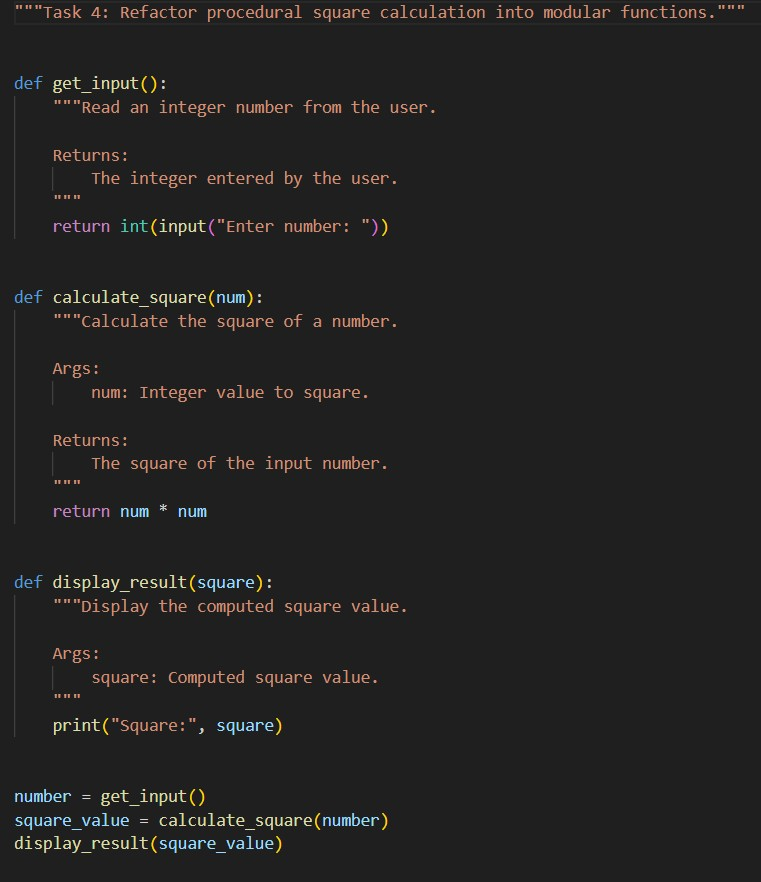 """Task 4: Refactor procedural square calculation into modular functions."""
def get_input():
    """Read an integer number from the user.
    Returns:
        The integer entered by the user.
    """
    return int(input("Enter number: "))
def calculate_square(num):
    """Calculate the square of a number.
    Args:
        num: Integer value to square.
    Returns:
        The square of the input number.
    """
    return num * num
def display_result(square):
    """Display the computed square value.
    Args:
        square: Computed square value.
    """
    print("Square:", square)
number = get_input()
square_value = calculate_square(number)
display_result(square_value)